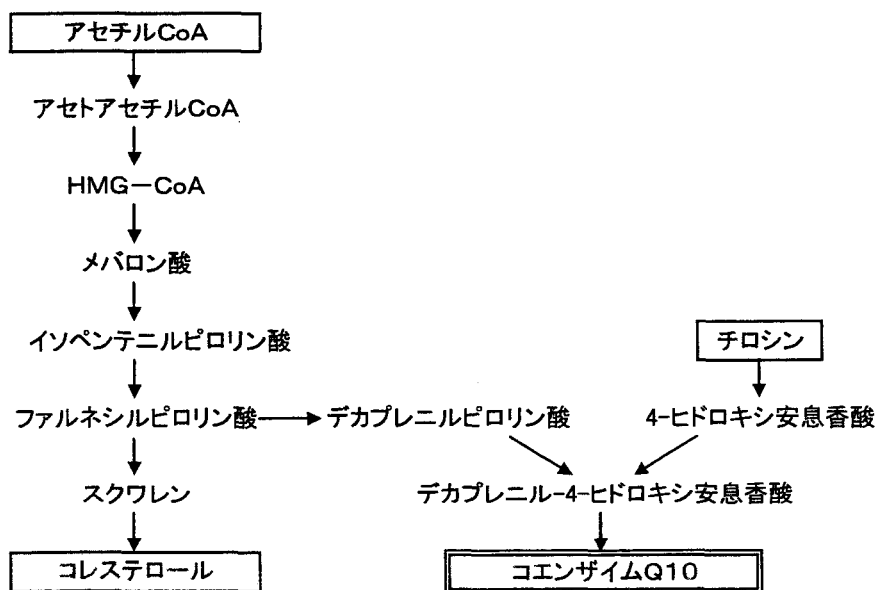 アセチルCoA
アセトアセチルCoA
HMG－CoA
メバロン酸
イソペンテニルピロリン酸
チロシン
ファルネシルピロリン酸
デカプレニルピロリン酸
4-ヒドロキシ安息香酸
スクワレン
デカプレニル-4-ヒドロキシ安息香酸
コレステロール
コエンザイムQ10